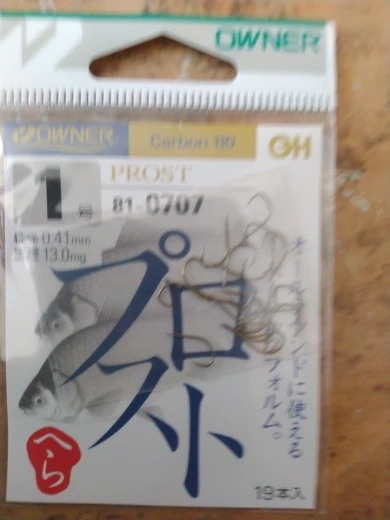 OWNER
OWNER
Carbon 110
OH
PROST
1号
81-0707
線径 0.41mm
13.0mg
プロスト
オールラウンドに使える
フォルム。
へら
19本入